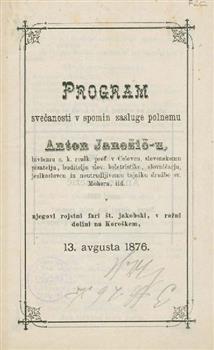 PROGRAM
svečanosti v spomin zasluge polnemu
Anton Janežič-u,
bivšemu c. k. realk. prof. v Celovcu, slovenskemu
pisatelju, buditelju slov. beletristike, slovničarju,
jezikoslovcu in neutrudljivemu tajniku družbe sv.
Mohora, itd.
v
njegovi rojstni fari št. jakobski, v rožni
dolini na Koroškem,
13. avgusta 1876.